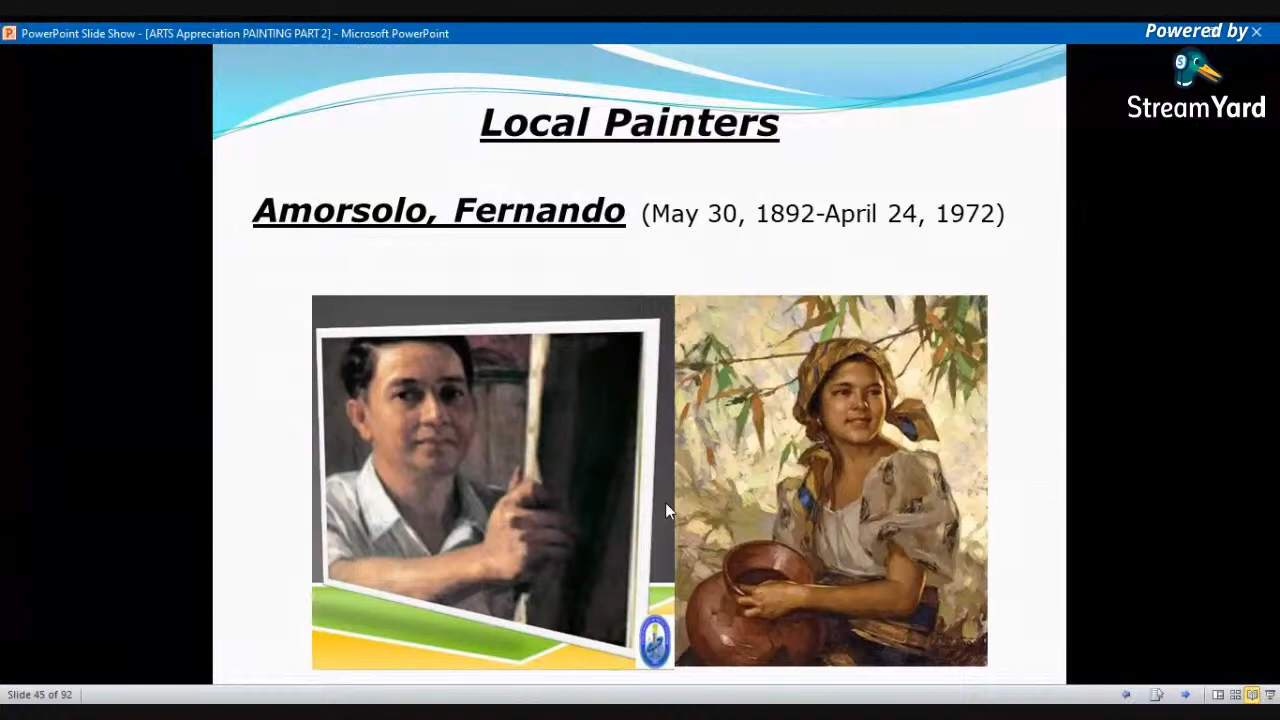 PowerPoint Slide Show - [ARTS Appreciation PAINTING PART 2] - Microsoft PowerPoint
Powered by
StreamYard
Local Painters
Amorsolo, Fernando (May 30, 1892-April 24, 1972)
Slide 45 of 92